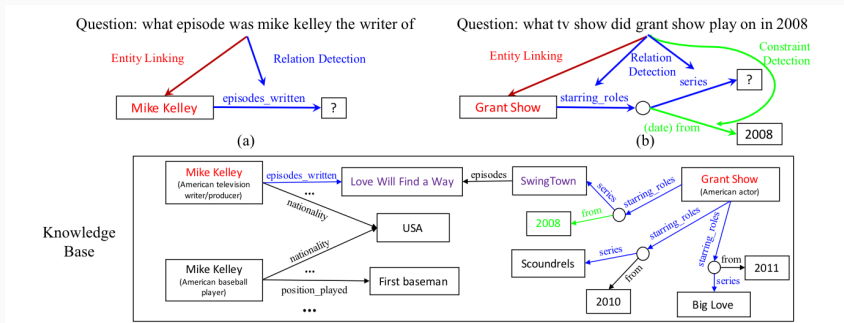 Question: what episode was mike kelley the writer of
Entity Linking
Relation Detection
Mike Kelley
episodes_written
?
(a)
Question: what tv show did grant show play on in 2008
Entity Linking
Relation
Detection
Constraint
Detection
series
?
Grant Show
starring_roles
(date) from
2008
(b)
Knowledge
Base
Mike Kelley
(American television
writer/producer)
episodes_written
...
nationality
Love Will Find a Way
episodes
SwingTown
Grant Show
(American actor)
series
starring_roles
from
2008
USA
nationality
...
Mike Kelley
(American baseball
player)
position_played
...
First baseman
starring_roles
series
Scoundrels
from
2010
starring_roles
from
2011
series
Big Love